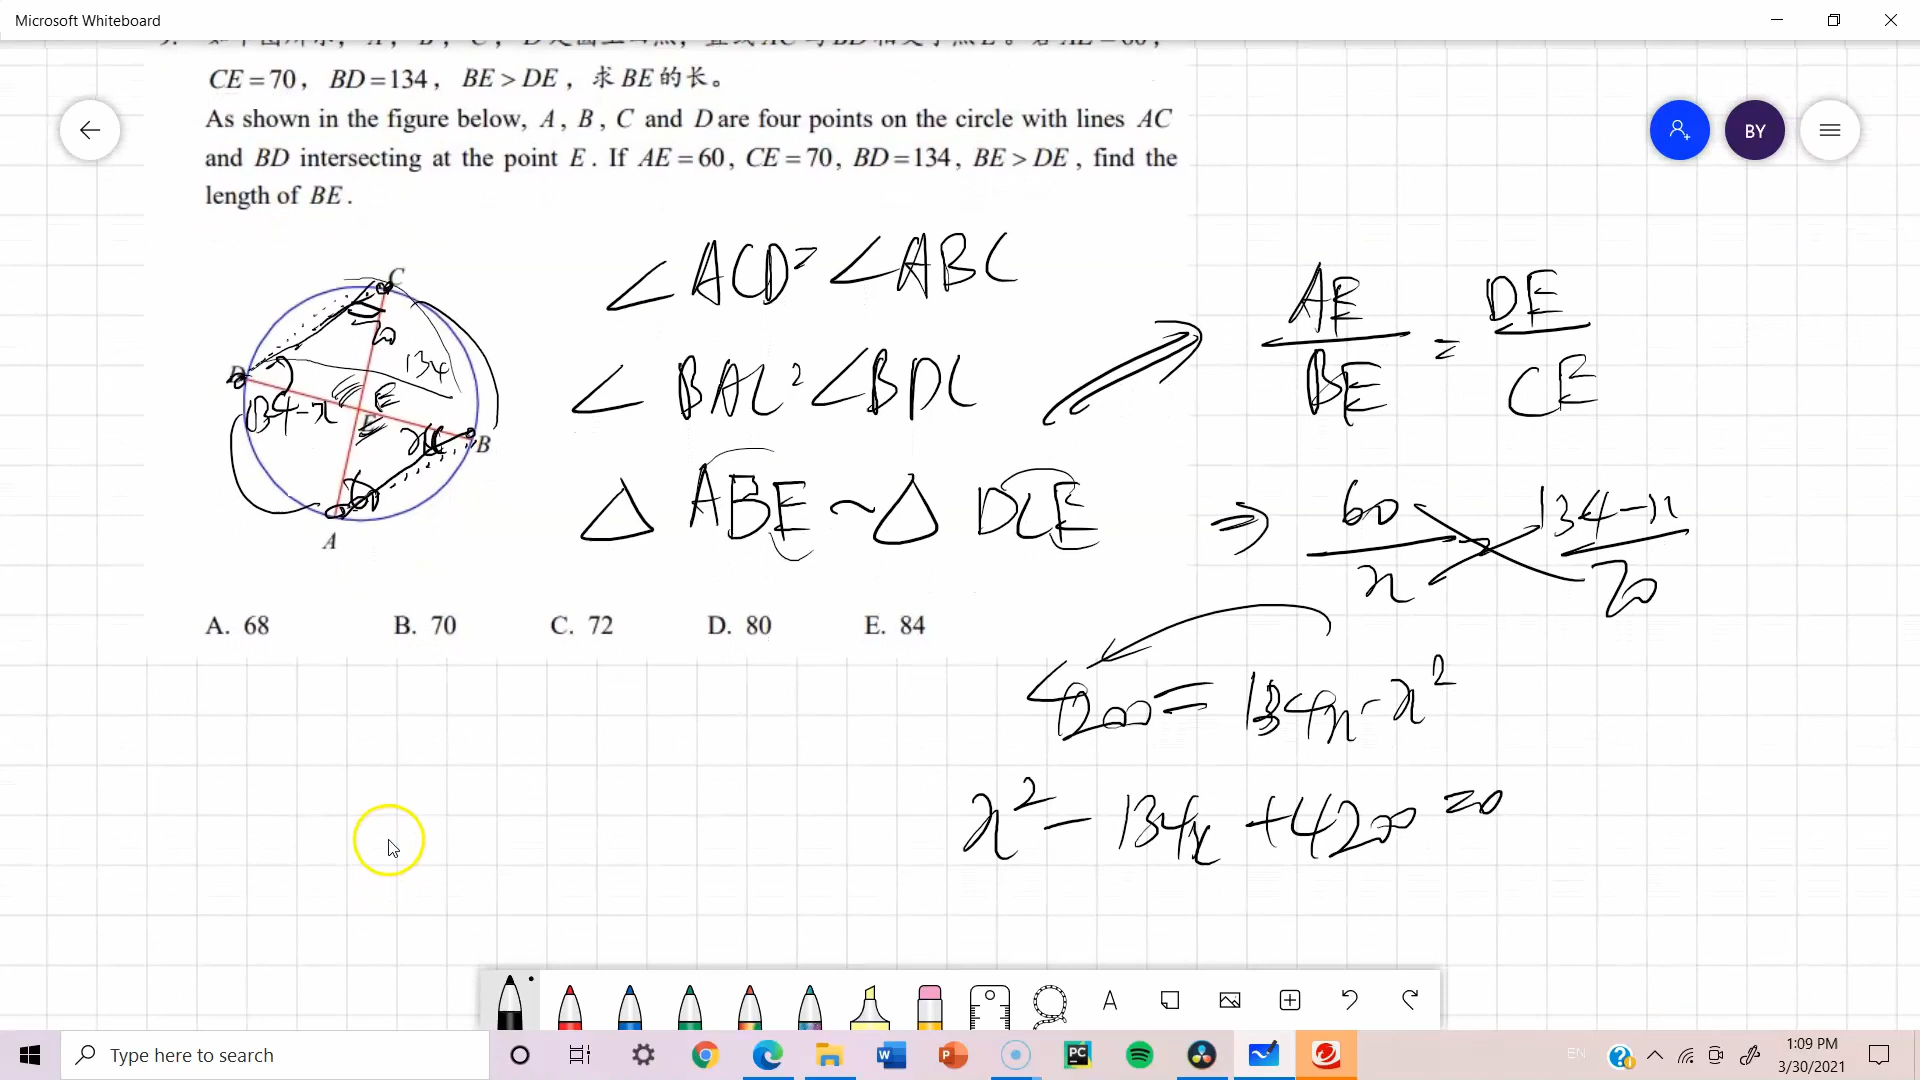 Microsoft Whiteboard
CE = 70, BD = 134, BE > DE, 求 BE 的长。
As shown in the figure below, A, B, C and D are four points on the circle with lines AC
and BD intersecting at the point E. If AE = 60, CE = 70, BD = 134, BE > DE, find the
length of BE.
BY
∠ACD = ∠ABC
∠BAC = ∠BDC
△ABE ~ △DCE
AE/BE = DE/CE
⇒ 60/x = 134-x/70
C
70
134
D
134-x
E
E
x
B
60
A
A. 68 B. 70 C. 72 D. 80 E. 84
4200 = 134x - x²
x² - 134x + 4200 = 0
Type here to search
EN
1:09 PM
3/30/2021